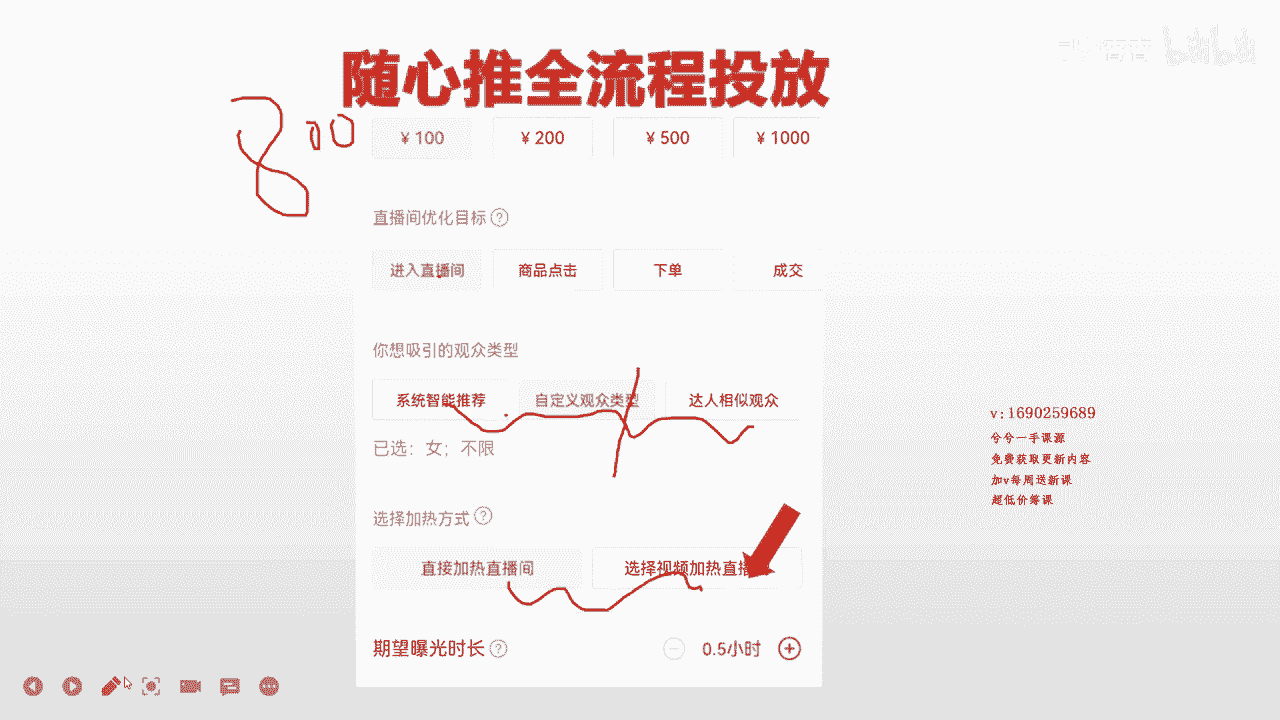 随心推全流程投放
800
¥ 100 ¥ 200 ¥ 500 ¥ 1000
直播间优化目标 ?
进入直播间 商品点击 下单 成交
你想吸引的观众类型
系统智能推荐 自定义观众类型 达人相似观众
已选：女；不限
选择加热方式 ?
直接加热直播间 选择视频加热直播
期望曝光时长 ? 0.5小时
v:1690259689
兮兮一手课源
免费获取更新内容
加v每周送新课
超低价筹课
bilibili